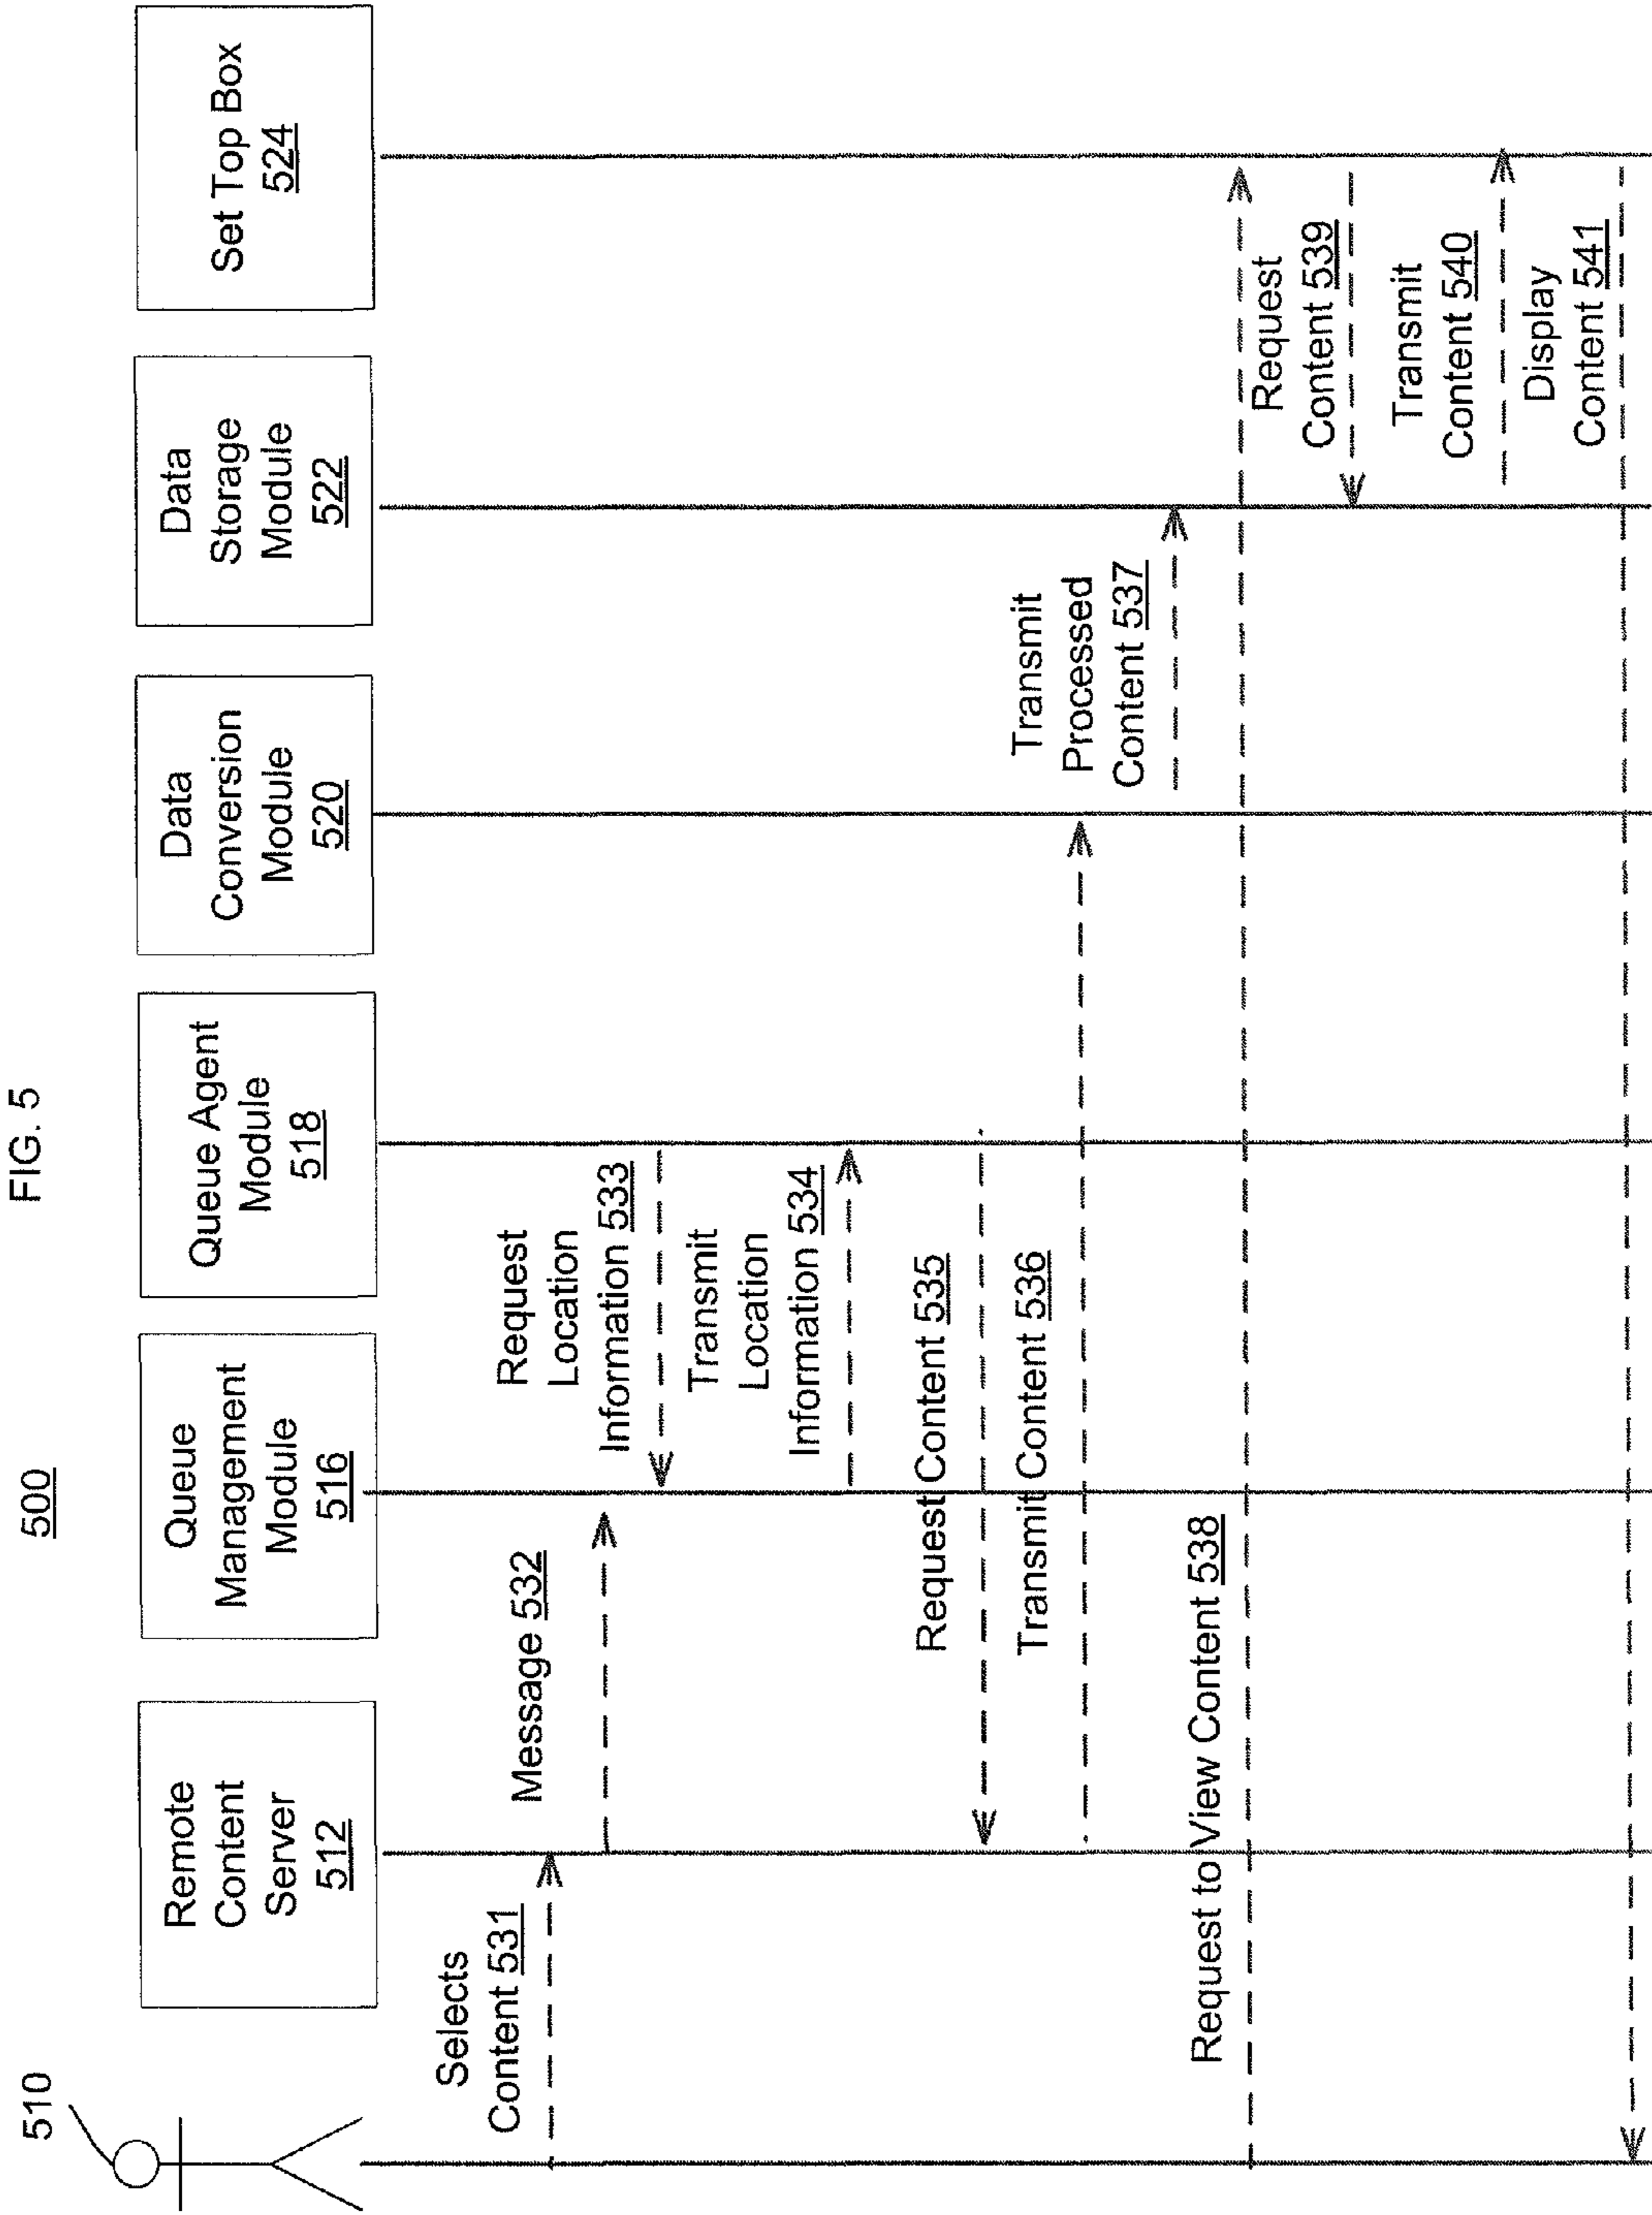 FIG. 5
500
510
Remote
Content
Server
512
Queue
Management
Module
516
Queue Agent
Module
518
Data
Conversion
Module
520
Data
Storage
Module
522
Set Top Box
524
Selects
Content 531
Message 532
Request
Location
Information 533
Transmit
Location
Information 534
Request Content 535
Transmit Content 536
Transmit
Processed
Content 537
Request to View Content 538
Request
Content 539
Transmit
Content 540
Display
Content 541